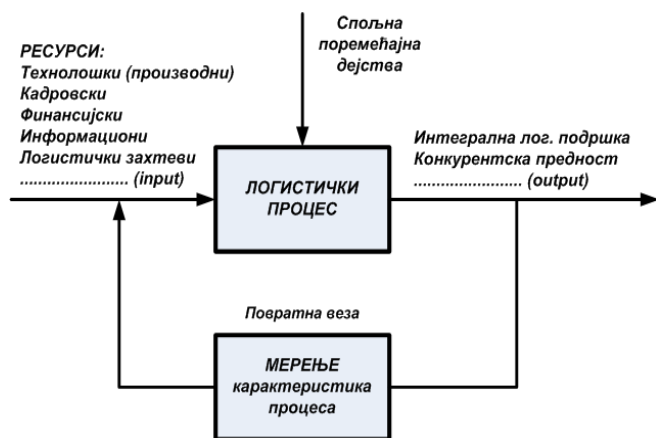 Спољна
поремећајна
дејства
РЕСУРСИ:
Технолошки (производни)
Кадровски
Финансијски
Информациони
Логистички захтеви
........................ (input)
ЛОГИСТИЧКИ
ПРОЦЕС
Интегрална лог. подршка
Конкурентска предност
........................ (output)
Повратна веза
МЕРЕЊЕ
карактеристика
процеса